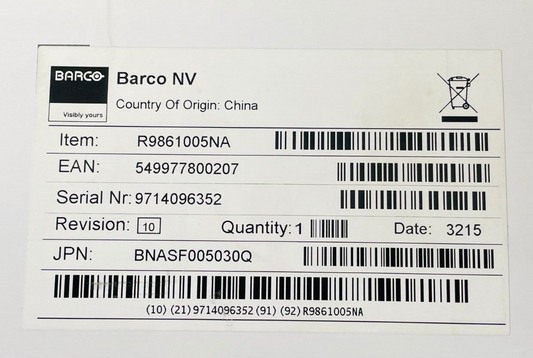 BARCO
Visibly yours
Barco NV
Country Of Origin: China
Item: R9861005NA
EAN: 549977800207
Serial Nr: 9714096352
Revision: 10 Quantity: 1 Date: 3215
JPN: BNASF005030Q
(10) (21) 9714096352 (91) (92) R9861005NA